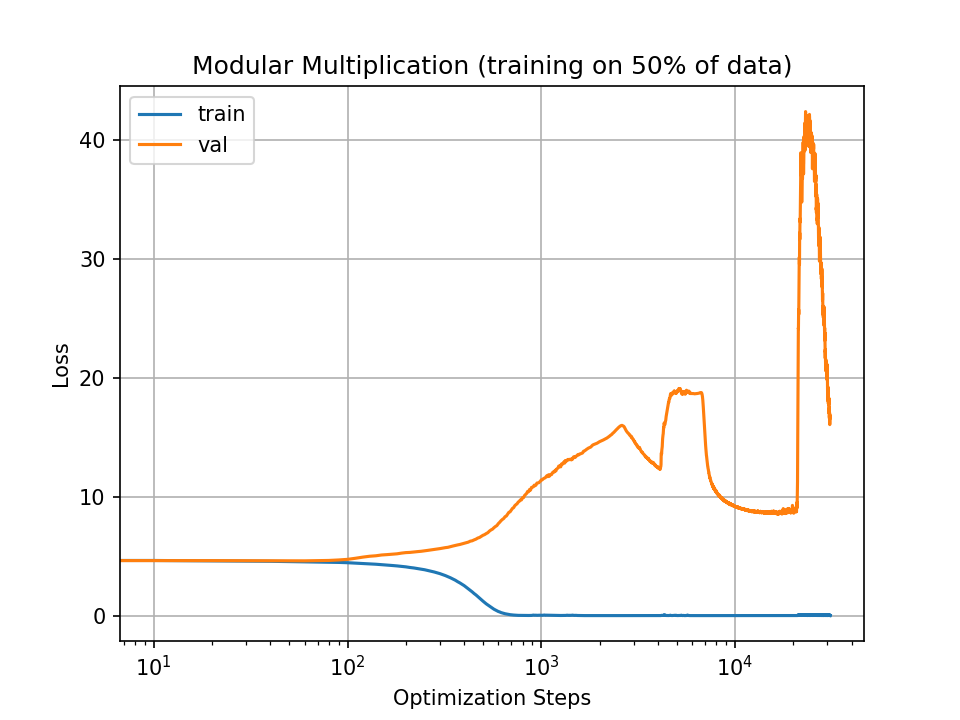 Modular Multiplication (training on 50% of data)
train
val
40
30
20
10
0
Loss
10¹
10²
10³
10⁴
Optimization Steps